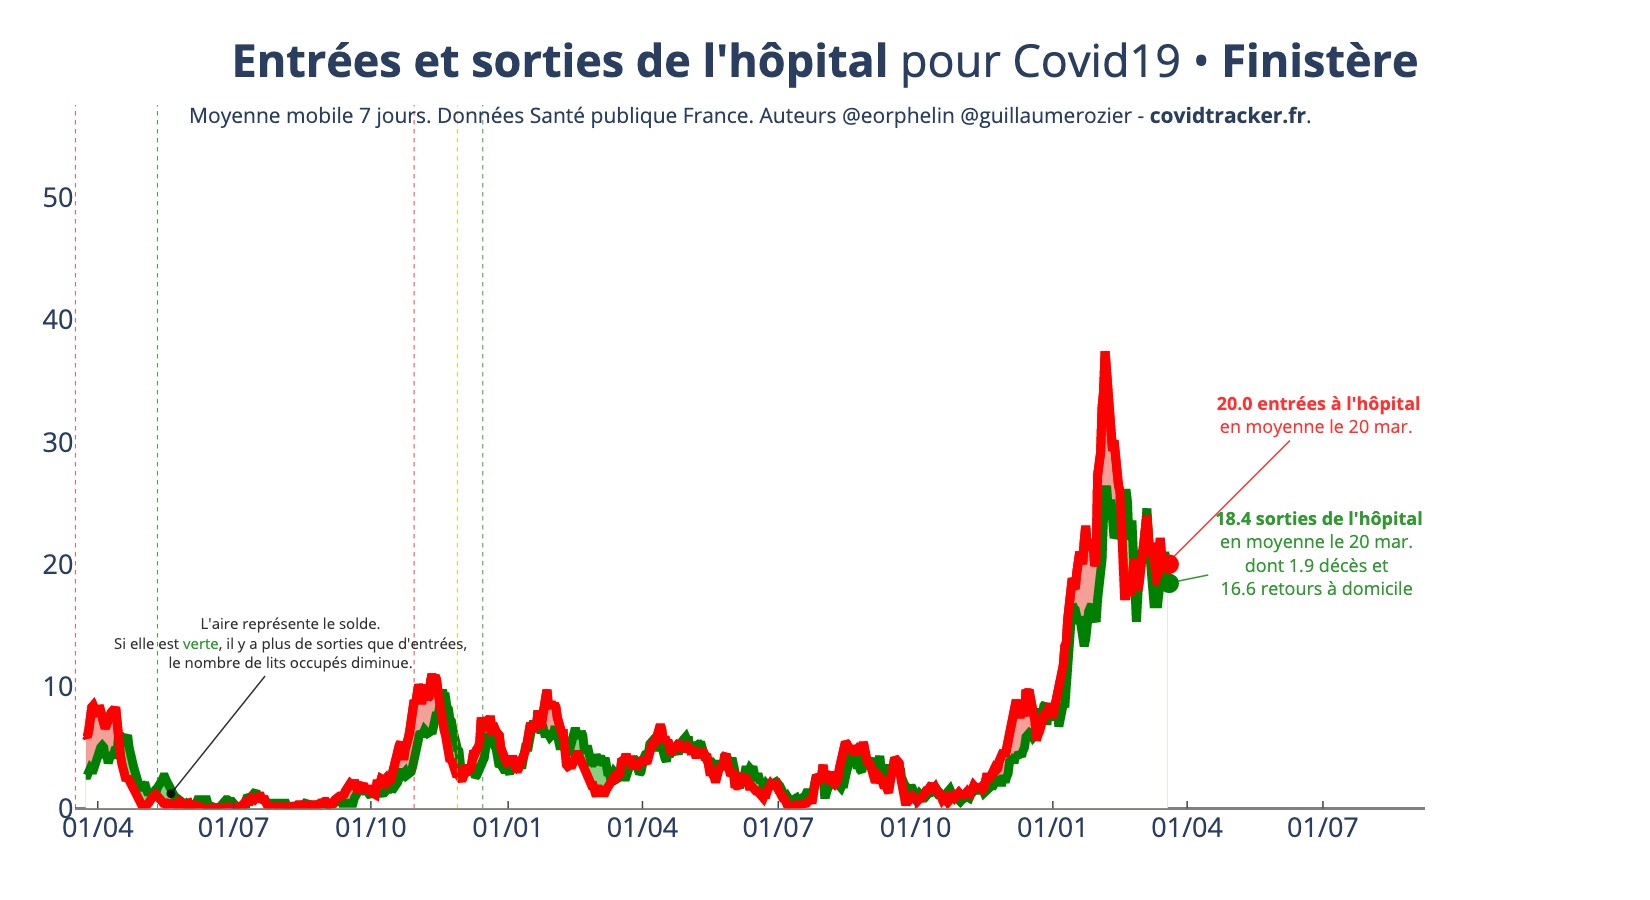 Entrées et sorties de l'hôpital pour Covid19 • Finistère
Moyenne mobile 7 jours. Données Santé publique France. Auteurs @eorphelin @guillaumerozier - covidtracker.fr.
50
40
30
20
10
0
20.0 entrées à l'hôpital
en moyenne le 20 mar.
18.4 sorties de l'hôpital
en moyenne le 20 mar.
dont 1.9 décès et
16.6 retours à domicile
L'aire représente le solde.
Si elle est verte, il y a plus de sorties que d'entrées,
le nombre de lits occupés diminue.
01/04 01/07 01/10 01/01 01/04 01/07 01/10 01/01 01/04 01/07